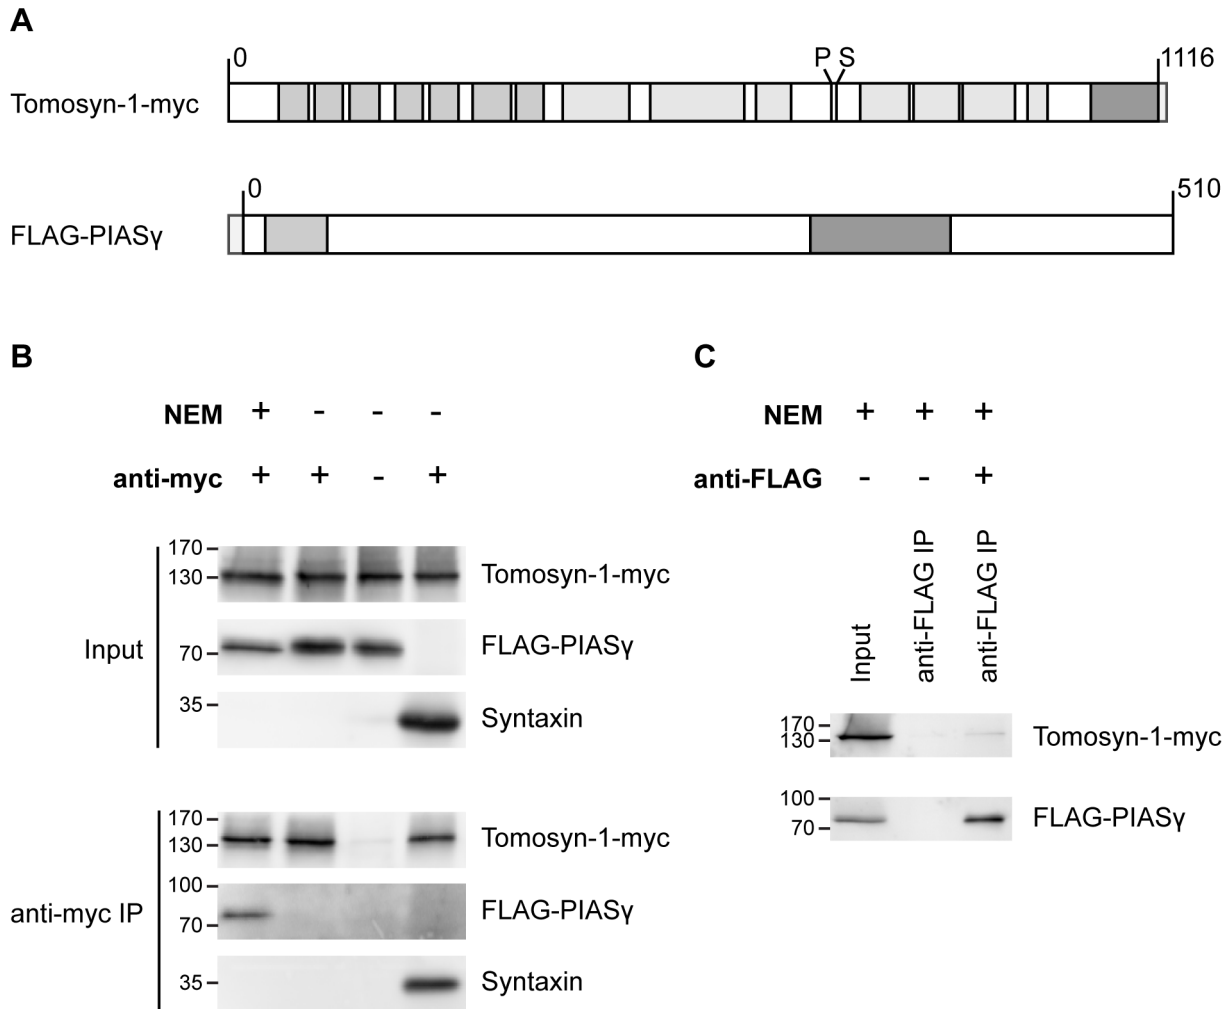 A
0 P S 1116
Tomosyn-1-myc
0 510
FLAG-PIASγ
B
NEM + - - -
anti-myc + + - +
Input
170
130
Tomosyn-1-myc
70
FLAG-PIASγ
35
Syntaxin
anti-myc IP
170
130
Tomosyn-1-myc
100
70
FLAG-PIASγ
35
Syntaxin
C
NEM + + +
anti-FLAG - - +
Input
anti-FLAG IP
anti-FLAG IP
170
130
Tomosyn-1-myc
100
70
FLAG-PIASγ